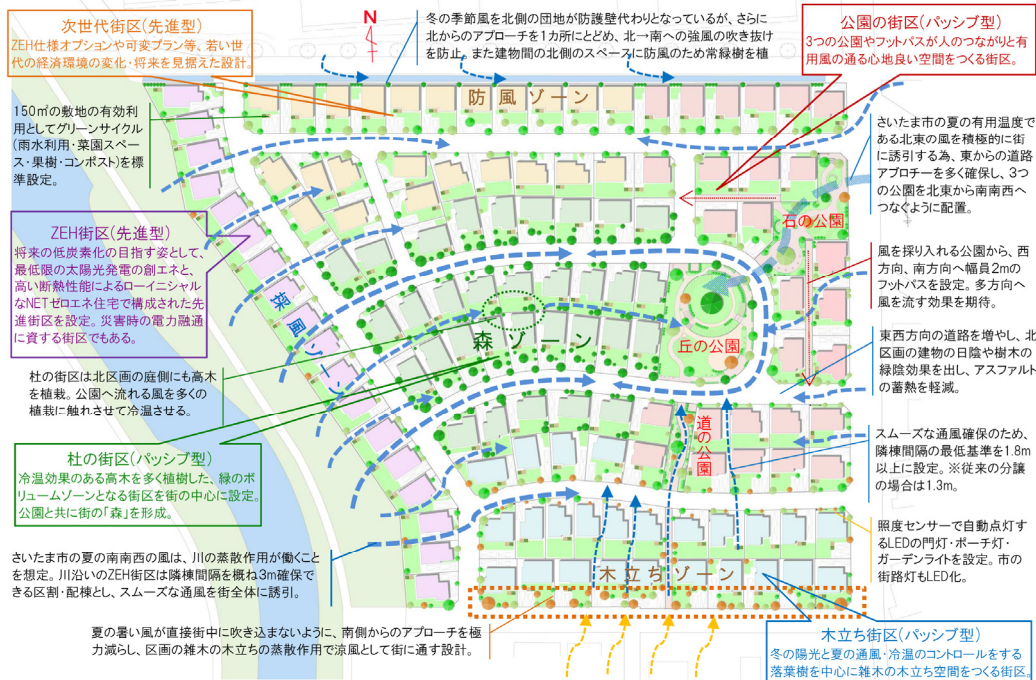 次世代街区(先進型)
ZEH仕様オプションや可変プラン等、若い世
代の経済環境の変化・将来を見据えた設計。
N
冬の季節風を北側の団地が防護壁代わりとなっているが、さらに
北からのアプローチを1カ所にとどめ、北→南への強風の吹き抜け
を防止。また建物間の北側のスペースに防風のため常緑樹を植
公園の街区(パッシブ型)
3つの公園やフットパスが人のつながりと有
用風の通る心地良い空間をつくる街区。
防風ゾーン
150㎡の敷地の有効利
用としてグリーンサイクル
(雨水利用・菜園スペー
ス・果樹・コンポスト)を標
準設定。
さいたま市の夏の有用温度で
ある北東の風を積極的に街
に誘引する為、東からの道路
アプロチーを多く確保し、3つ
の公園を北東から南南西へ
つなぐように配置。
石の公園
ZEH街区(先進型)
将来の低炭素化の目指す姿として、
最低限の太陽光発電の創エネと、
高い断熱性能によるローイニシャル
なNETゼロエネ住宅で構成された先
進街区を設定。災害時の電力融通
に資する街区でもある。
風を採り入れる公園から、西
方向、南方向へ幅員2mの
フットパスを設定。多方向へ
風を流す効果を期待。
採風ゾーン
森ゾーン
丘の公園
東西方向の道路を増やし、北
区画の建物の日陰や樹木の
緑陰効果を出し、アスファルト
の蓄熱を軽減。
杜の街区は北区画の庭側にも高木
を植栽。公園へ流れる風を多くの
植栽に触れさせて冷温させる。
道の公園
スムーズな通風確保のため、
隣棟間隔の最低基準を1.8m
以上に設定。※従来の分譲
の場合は1.3m。
杜の街区(パッシブ型)
冷温効果のある高木を多く植樹した、緑のボ
リュームゾーンとなる街区を街の中心に設定。
公園と共に街の「森」を形成。
照度センサーで自動点灯す
るLEDの門灯・ポーチ灯・
ガーデンライトを設定。市の
街路灯もLED化。
さいたま市の夏の南南西の風は、川の蒸散作用が働くこと
を想定。川沿いのZEH街区は隣棟間隔を概ね3m確保で
きる区割・配棟とし、スムーズな通風を街全体に誘引。
木立ちゾーン
夏の暑い風が直接街中に吹き込まないように、南側からのアプローチを極
力減らし、区画の雑木の木立ちの蒸散作用で涼風として街に通す設計。
木立ち街区(パッシブ型)
冬の陽光と夏の通風・冷温のコントロールをする
落葉樹を中心に雑木の木立ち空間をつくる街区。